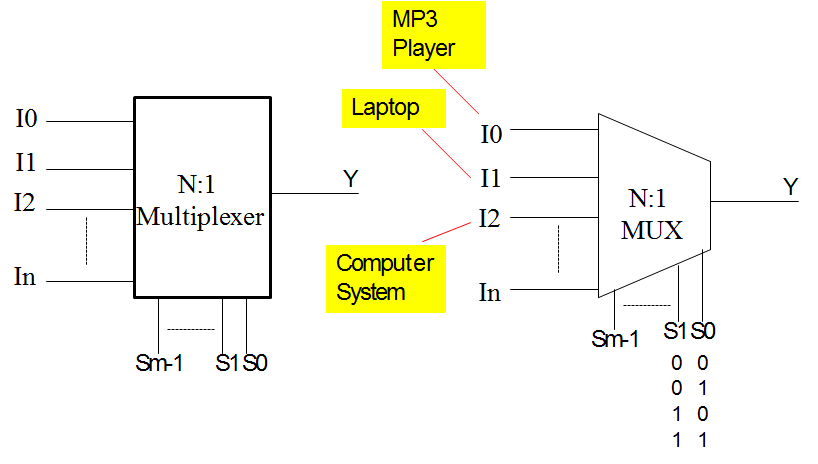 I0
I1
I2
In
N:1
Multiplexer
Y
Sm-1
S1
S0
MP3
Player
Laptop
Computer
System
I0
I1
I2
In
N:1
MUX
Y
Sm-1
S1 S0
0 0
0 1
1 0
1 1